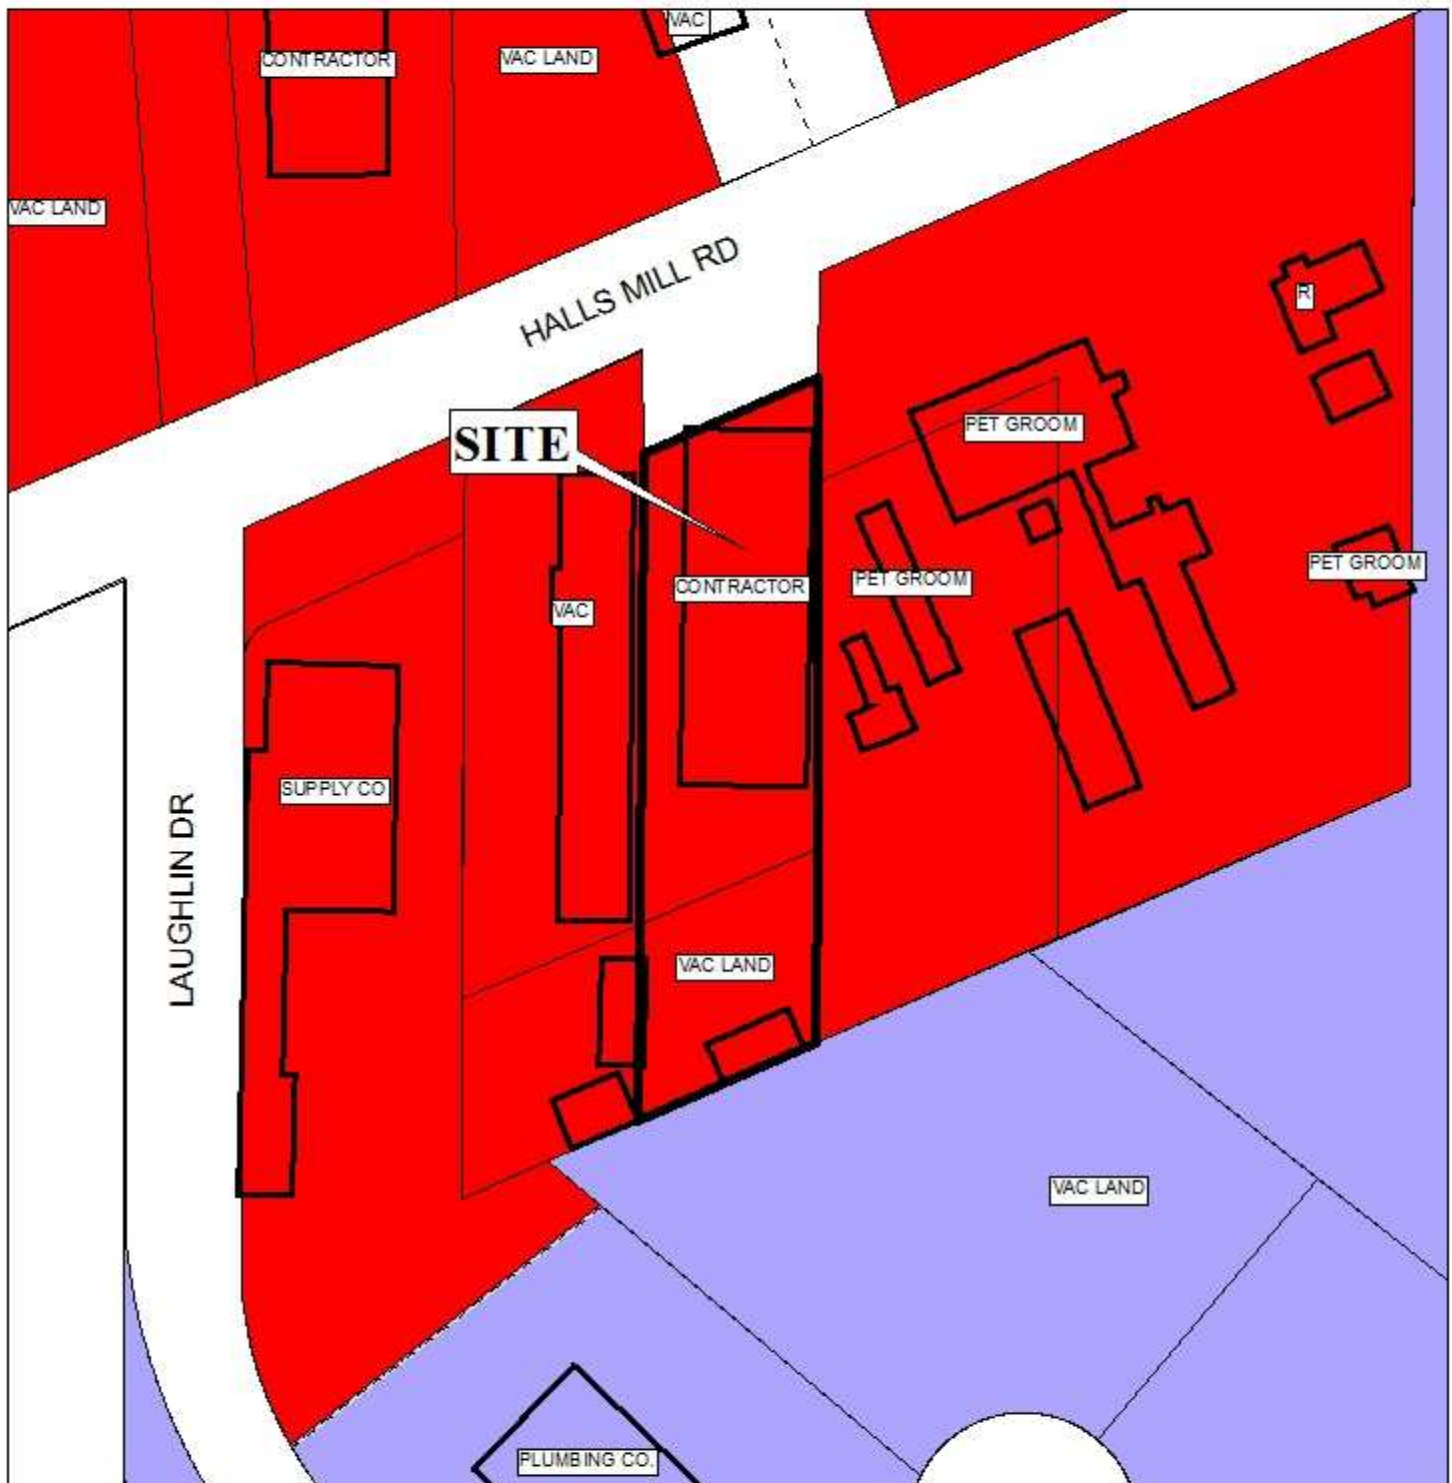 VAC
CONTRACTOR
VAC LAND
VAC LAND
HALLS MILL RD
R
SITE
PET GROOM
PET GROOM
PET GROOM
CONTRACTOR
VAC
SUPPLY CO
LAUGHLIN DR
VAC LAND
VAC LAND
PLUMBING CO.